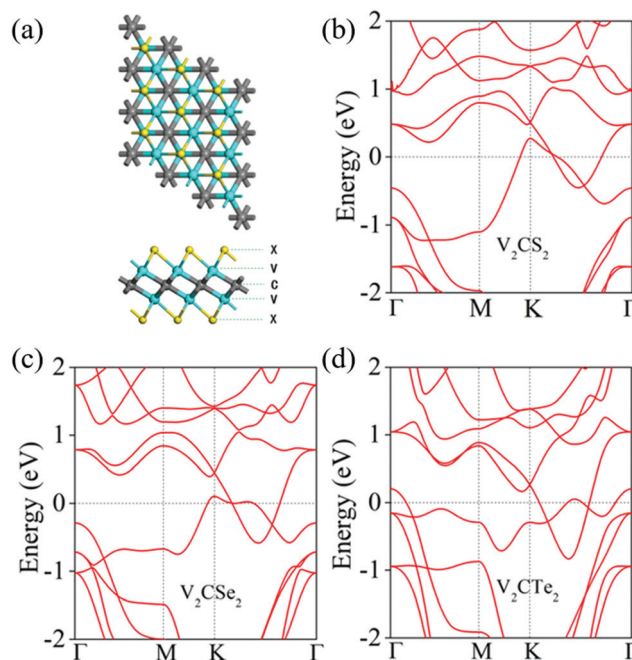 (a)
X
V
C
V
X
(b)
Energy (eV)
2
1
0
-1
-2
V₂CS₂
Γ M K Γ
(c)
Energy (eV)
2
1
0
-1
-2
V₂CSe₂
Γ M K Γ
(d)
Energy (eV)
2
1
0
-1
-2
V₂CTe₂
Γ M K Γ